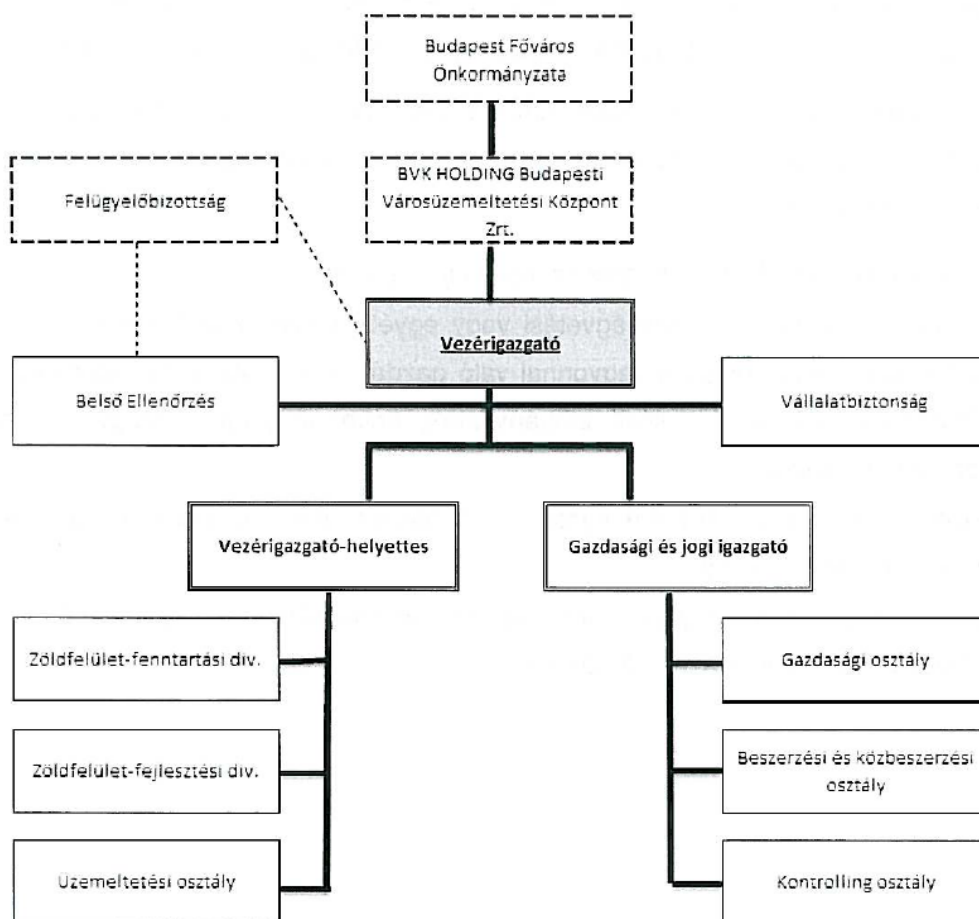 Budapest Főváros
Önkormányzata
BVK HOLDING Budapesti
Városüzemeltetési Központ
Zrt.
Felügyelőbizottság
Vezérigazgató
Belső Ellenőrzés
Vállalatbiztonság
Vezérigazgató-helyettes
Gazdasági és jogi igazgató
Zöldfelület-fenntartási div.
Gazdasági osztály
Zöldfelület-fejlesztési div.
Beszerzési és közbeszerzési
osztály
Üzemeltetési osztály
Kontrolling osztály